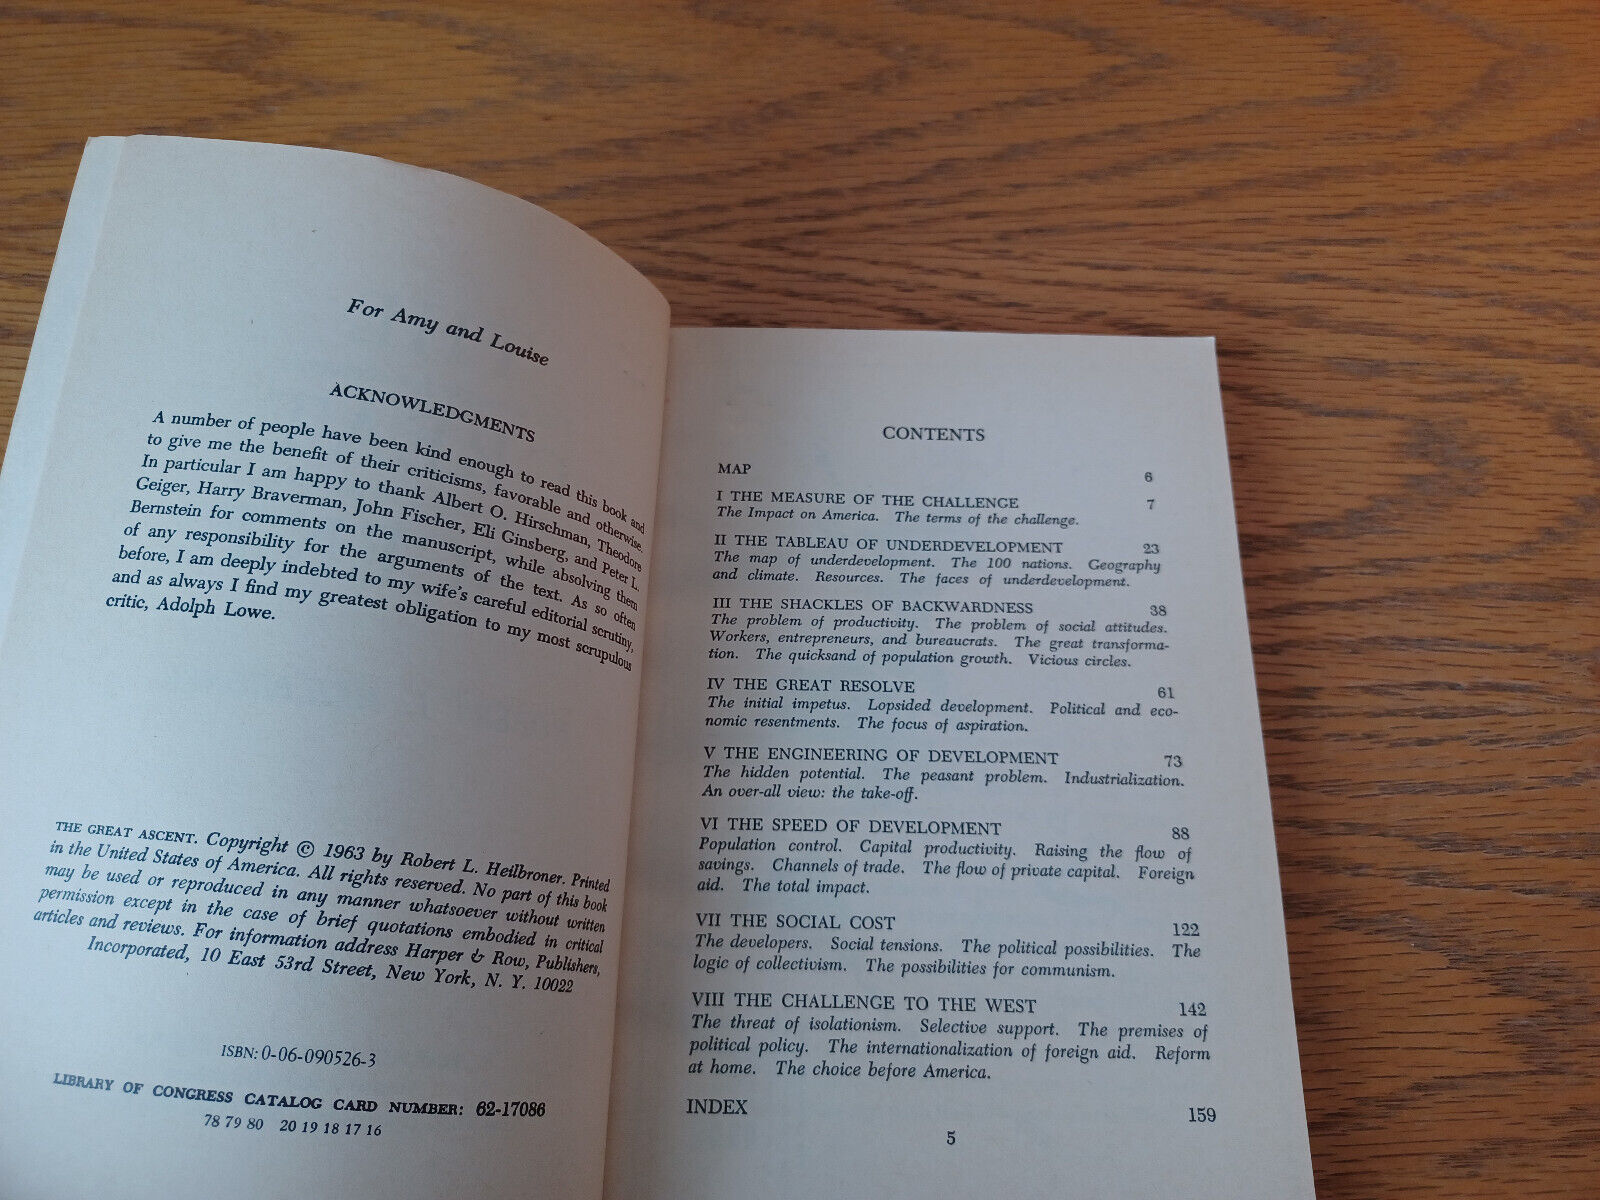 For Amy and Louise
ACKNOWLEDGMENTS
A number of people have been kind enough to read this book and
to give me the benefit of their criticisms, favorable and otherwise.
In particular I am happy to thank Albert O. Hirschman, Theodore
Geiger, Harry Braverman, John Fischer, Eli Ginsberg, and Peter L.
Bernstein for comments on the manuscript, while absolving them
of any responsibility for the arguments of the text. As so often
before, I am deeply indebted to my wife's careful editorial scrutiny,
and as always I find my greatest obligation to my most scrupulous
critic, Adolph Lowe.
THE GREAT ASCENT. Copyright © 1963 by Robert L. Heilbroner. Printed
in the United States of America. All rights reserved. No part of this book
may be used or reproduced in any manner whatsoever without written
permission except in the case of brief quotations embodied in critical
articles and reviews. For information address Harper & Row, Publishers,
Incorporated, 10 East 53rd Street, New York, N. Y. 10022
ISBN: 0-06-090526-3
LIBRARY OF CONGRESS CATALOG CARD NUMBER: 62-17086
78 79 80 20 19 18 17 16
CONTENTS
MAP 6
I THE MEASURE OF THE CHALLENGE 7
The Impact on America. The terms of the challenge.
II THE TABLEAU OF UNDERDEVELOPMENT 23
The map of underdevelopment. The 100 nations. Geography
and climate. Resources. The faces of underdevelopment.
III THE SHACKLES OF BACKWARDNESS 38
The problem of productivity. The problem of social attitudes.
Workers, entrepreneurs, and bureaucrats. The great transforma-
tion. The quicksand of population growth. Vicious circles.
IV THE GREAT RESOLVE 61
The initial impetus. Lopsided development. Political and eco-
nomic resentments. The focus of aspiration.
V THE ENGINEERING OF DEVELOPMENT 73
The hidden potential. The peasant problem. Industrialization.
An over-all view: the take-off.
VI THE SPEED OF DEVELOPMENT 88
Population control. Capital productivity. Raising the flow of
savings. Channels of trade. The flow of private capital. Foreign
aid. The total impact.
VII THE SOCIAL COST 122
The developers. Social tensions. The political possibilities. The
logic of collectivism. The possibilities for communism.
VIII THE CHALLENGE TO THE WEST 142
The threat of isolationism. Selective support. The premises of
political policy. The internationalization of foreign aid. Reform
at home. The choice before America.
INDEX 159
5